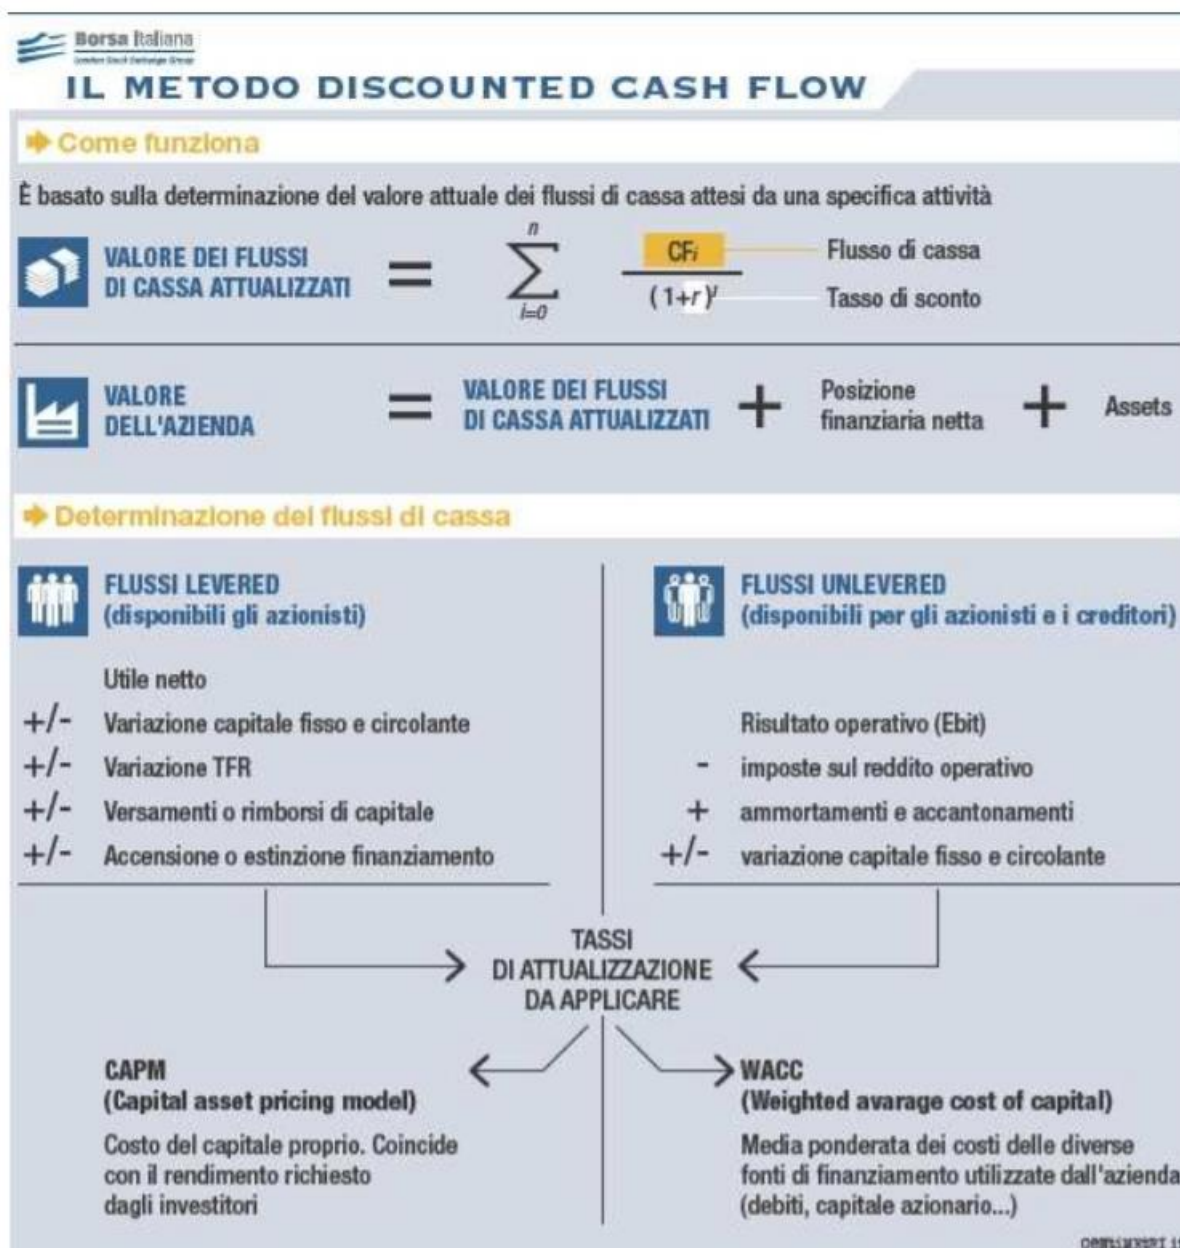 Borsa Italiana
London Stock Exchange Group
IL METODO DISCOUNTED CASH FLOW
Come funziona
È basato sulla determinazione del valore attuale dei flussi di cassa attesi da una specifica attività
VALORE DEI FLUSSI
DI CASSA ATTUALIZZATI
=
n
∑
i=0
CFi
(1+r)^i
Flusso di cassa
Tasso di sconto
VALORE
DELL'AZIENDA
=
VALORE DEI FLUSSI
DI CASSA ATTUALIZZATI
+
Posizione
finanziaria netta
+
Assets
Determinazione dei flussi di cassa
FLUSSI LEVERED
(disponibili gli azionisti)
Utile netto
+/- Variazione capitale fisso e circolante
+/- Variazione TFR
+/- Versamenti o rimborsi di capitale
+/- Accensione o estinzione finanziamento
FLUSSI UNLEVERED
(disponibili per gli azionisti e i creditori)
Risultato operativo (Ebit)
- imposte sul reddito operativo
+ ammortamenti e accantonamenti
+/- variazione capitale fisso e circolante
TASSI
DI ATTUALIZZAZIONE
DA APPLICARE
CAPM
(Capital asset pricing model)
Costo del capitale proprio. Coincide
con il rendimento richiesto
dagli investitori
WACC
(Weighted avarage cost of capital)
Media ponderata dei costi delle diverse
fonti di finanziamento utilizzate dall'azienda
(debiti, capitale azionario...)